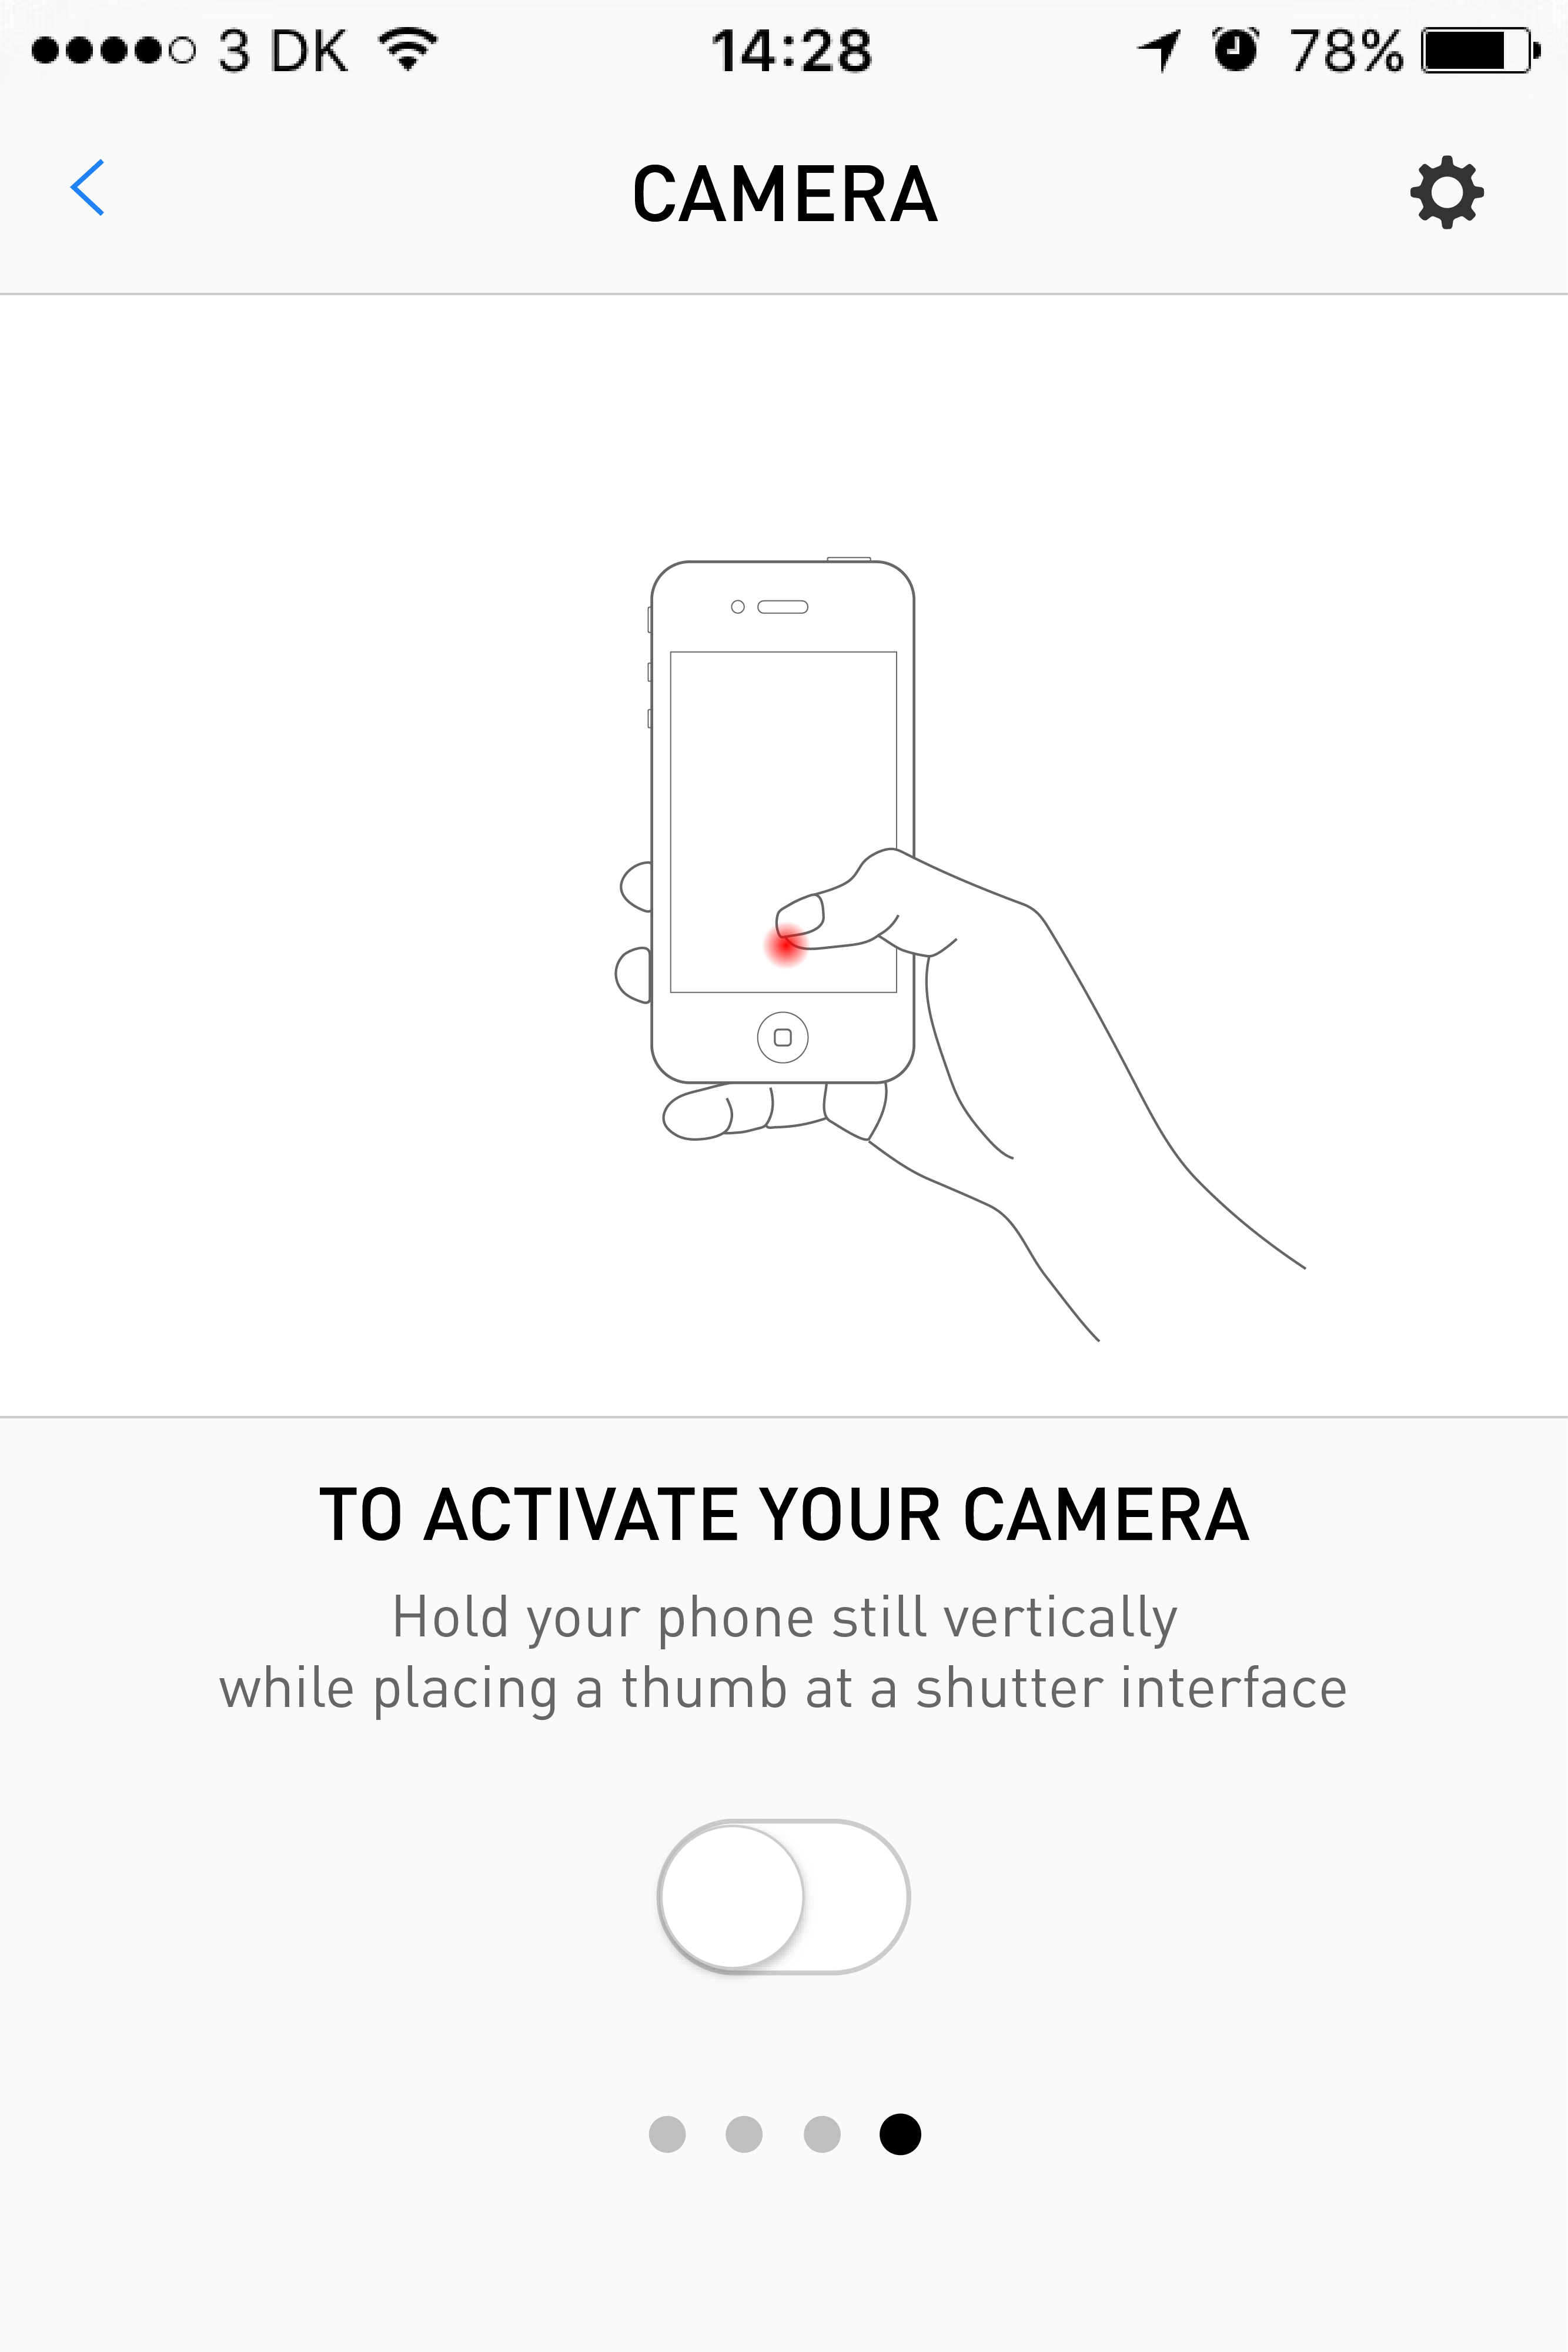 3 DK 14:28 78%
CAMERA
TO ACTIVATE YOUR CAMERA
Hold your phone still vertically
while placing a thumb at a shutter interface